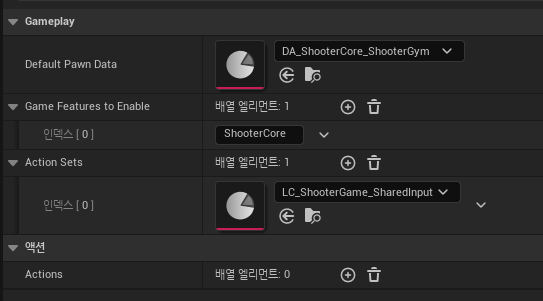 Gameplay
Default Pawn Data
DA_ShooterCore_ShooterGym
Game Features to Enable
배열 엘리먼트: 1
인덱스 [ 0 ]
ShooterCore
Action Sets
배열 엘리먼트: 1
인덱스 [ 0 ]
LC_ShooterGame_SharedInput
액션
Actions
배열 엘리먼트: 0